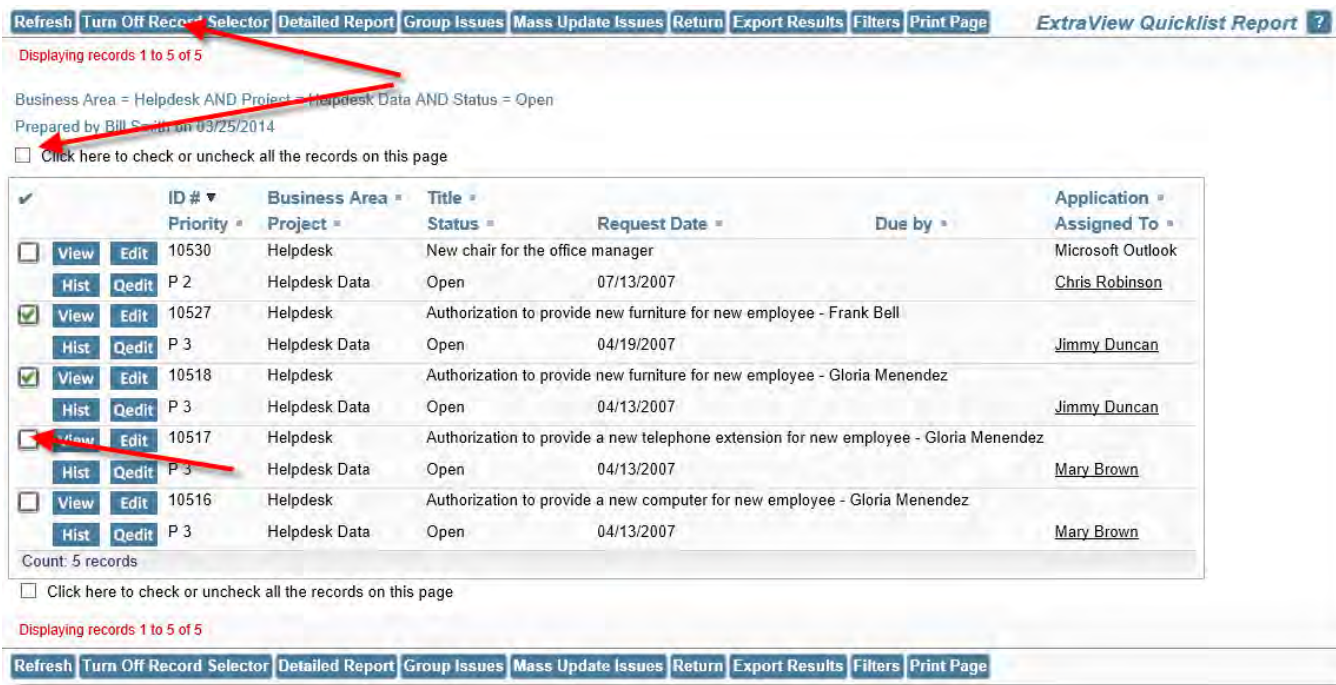 Refresh Turn Off Record Selector Detailed Report Group Issues Mass Update Issues Return Export Results Filters Print Page ExtraView Quicklist Report ?
Displaying records 1 to 5 of 5
Business Area = Helpdesk AND Project = Helpdesk Data AND Status = Open
Prepared by Bill Smith on 03/25/2014
Click here to check or uncheck all the records on this page
ID # Business Area Title Application
Priority Project Status Request Date Due by Assigned To
View Edit 10530 Helpdesk New chair for the office manager Microsoft Outlook
Hist Qedit P 2 Helpdesk Data Open 07/13/2007 Chris Robinson
View Edit 10527 Helpdesk Authorization to provide new furniture for new employee - Frank Bell
Hist Qedit P 3 Helpdesk Data Open 04/19/2007 Jimmy Duncan
View Edit 10518 Helpdesk Authorization to provide new furniture for new employee - Gloria Menendez
Hist Qedit P 3 Helpdesk Data Open 04/13/2007 Jimmy Duncan
View Edit 10517 Helpdesk Authorization to provide a new telephone extension for new employee - Gloria Menendez
Hist Qedit P 3 Helpdesk Data Open 04/13/2007 Mary Brown
View Edit 10516 Helpdesk Authorization to provide a new computer for new employee - Gloria Menendez
Hist Qedit P 3 Helpdesk Data Open 04/13/2007 Mary Brown
Count: 5 records
Click here to check or uncheck all the records on this page
Displaying records 1 to 5 of 5
Refresh Turn Off Record Selector Detailed Report Group Issues Mass Update Issues Return Export Results Filters Print Page